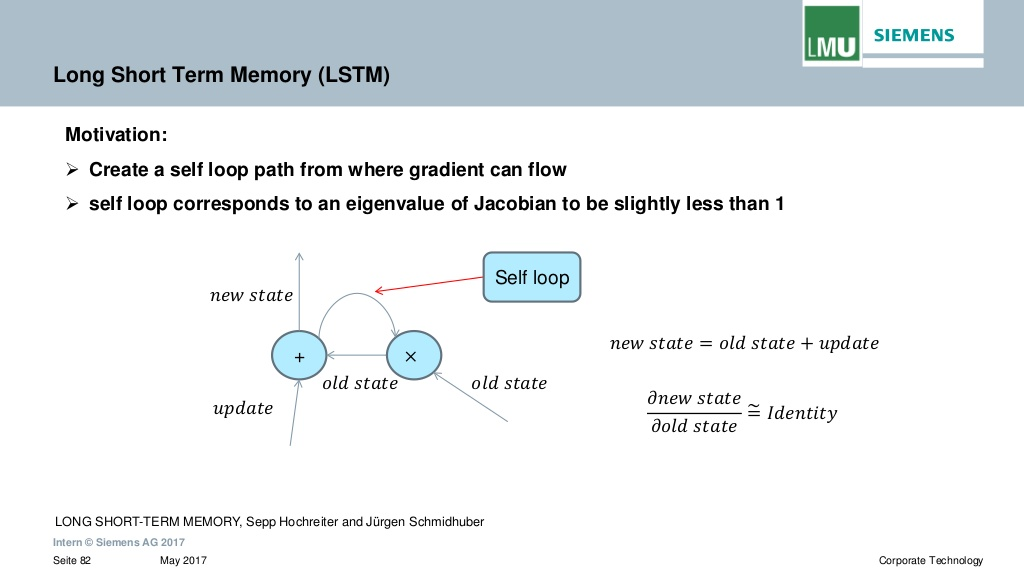 LMU
SIEMENS
Long Short Term Memory (LSTM)
Motivation:
➢ Create a self loop path from where gradient can flow
➢ self loop corresponds to an eigenvalue of Jacobian to be slightly less than 1
Self loop
new state
+
×
old state
old state
update
new state = old state + update
∂new state
∂old state
≅ Identity
LONG SHORT-TERM MEMORY, Sepp Hochreiter and Jürgen Schmidhuber
Intern © Siemens AG 2017
Seite 82 May 2017 Corporate Technology